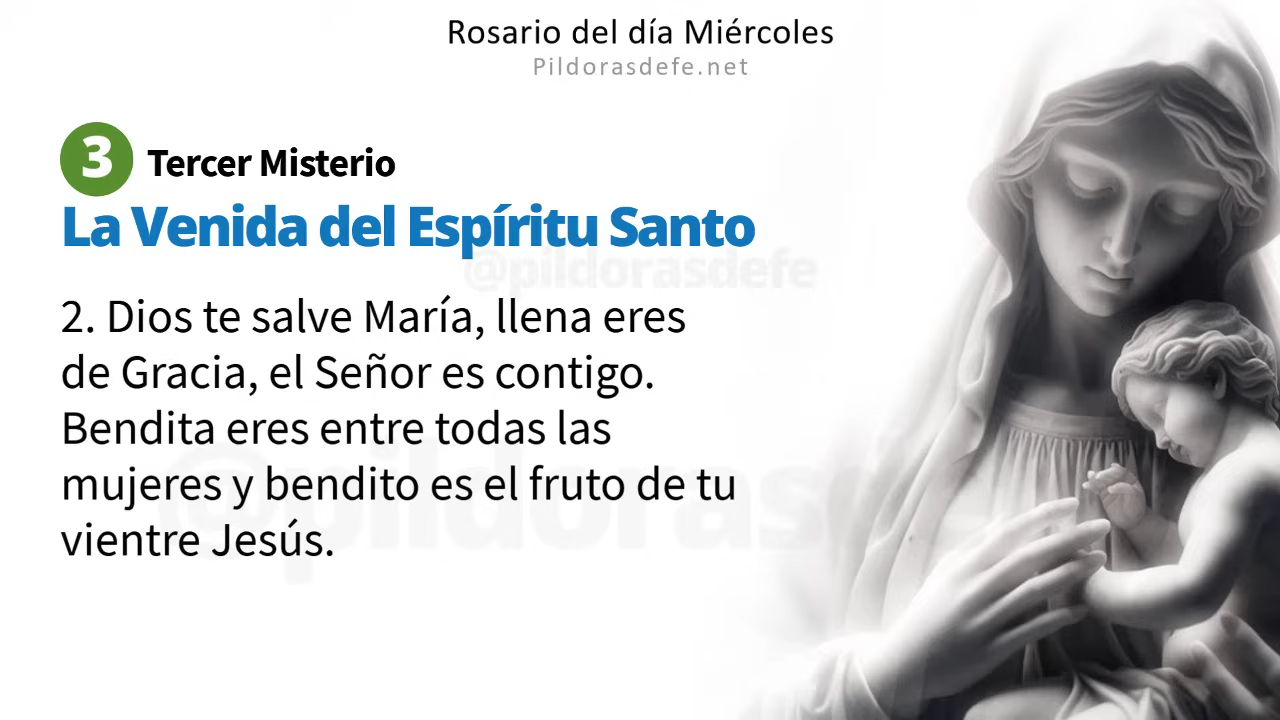 Rosario del día Miércoles
Pildorasdefe.net
3 Tercer Misterio
La Venida del Espíritu Santo
@pildorasdefe
2. Dios te salve María, llena eres
de Gracia, el Señor es contigo.
Bendita eres entre todas las
mujeres y bendito es el fruto de tu
vientre Jesús.
@pildorasde